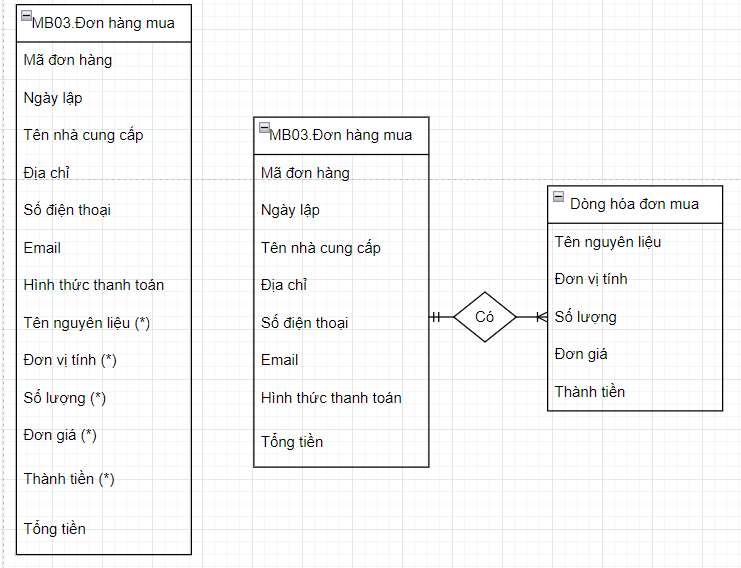 MB03.Đơn hàng mua
Mã đơn hàng
Ngày lập
Tên nhà cung cấp
Địa chỉ
Số điện thoại
Email
Hình thức thanh toán
Tên nguyên liệu (*)
Đơn vị tính (*)
Số lượng (*)
Đơn giá (*)
Thành tiền (*)
Tổng tiền
MB03.Đơn hàng mua
Mã đơn hàng
Ngày lập
Tên nhà cung cấp
Địa chỉ
Số điện thoại
Email
Hình thức thanh toán
Tổng tiền
Có
Dòng hóa đơn mua
Tên nguyên liệu
Đơn vị tính
Số lượng
Đơn giá
Thành tiền